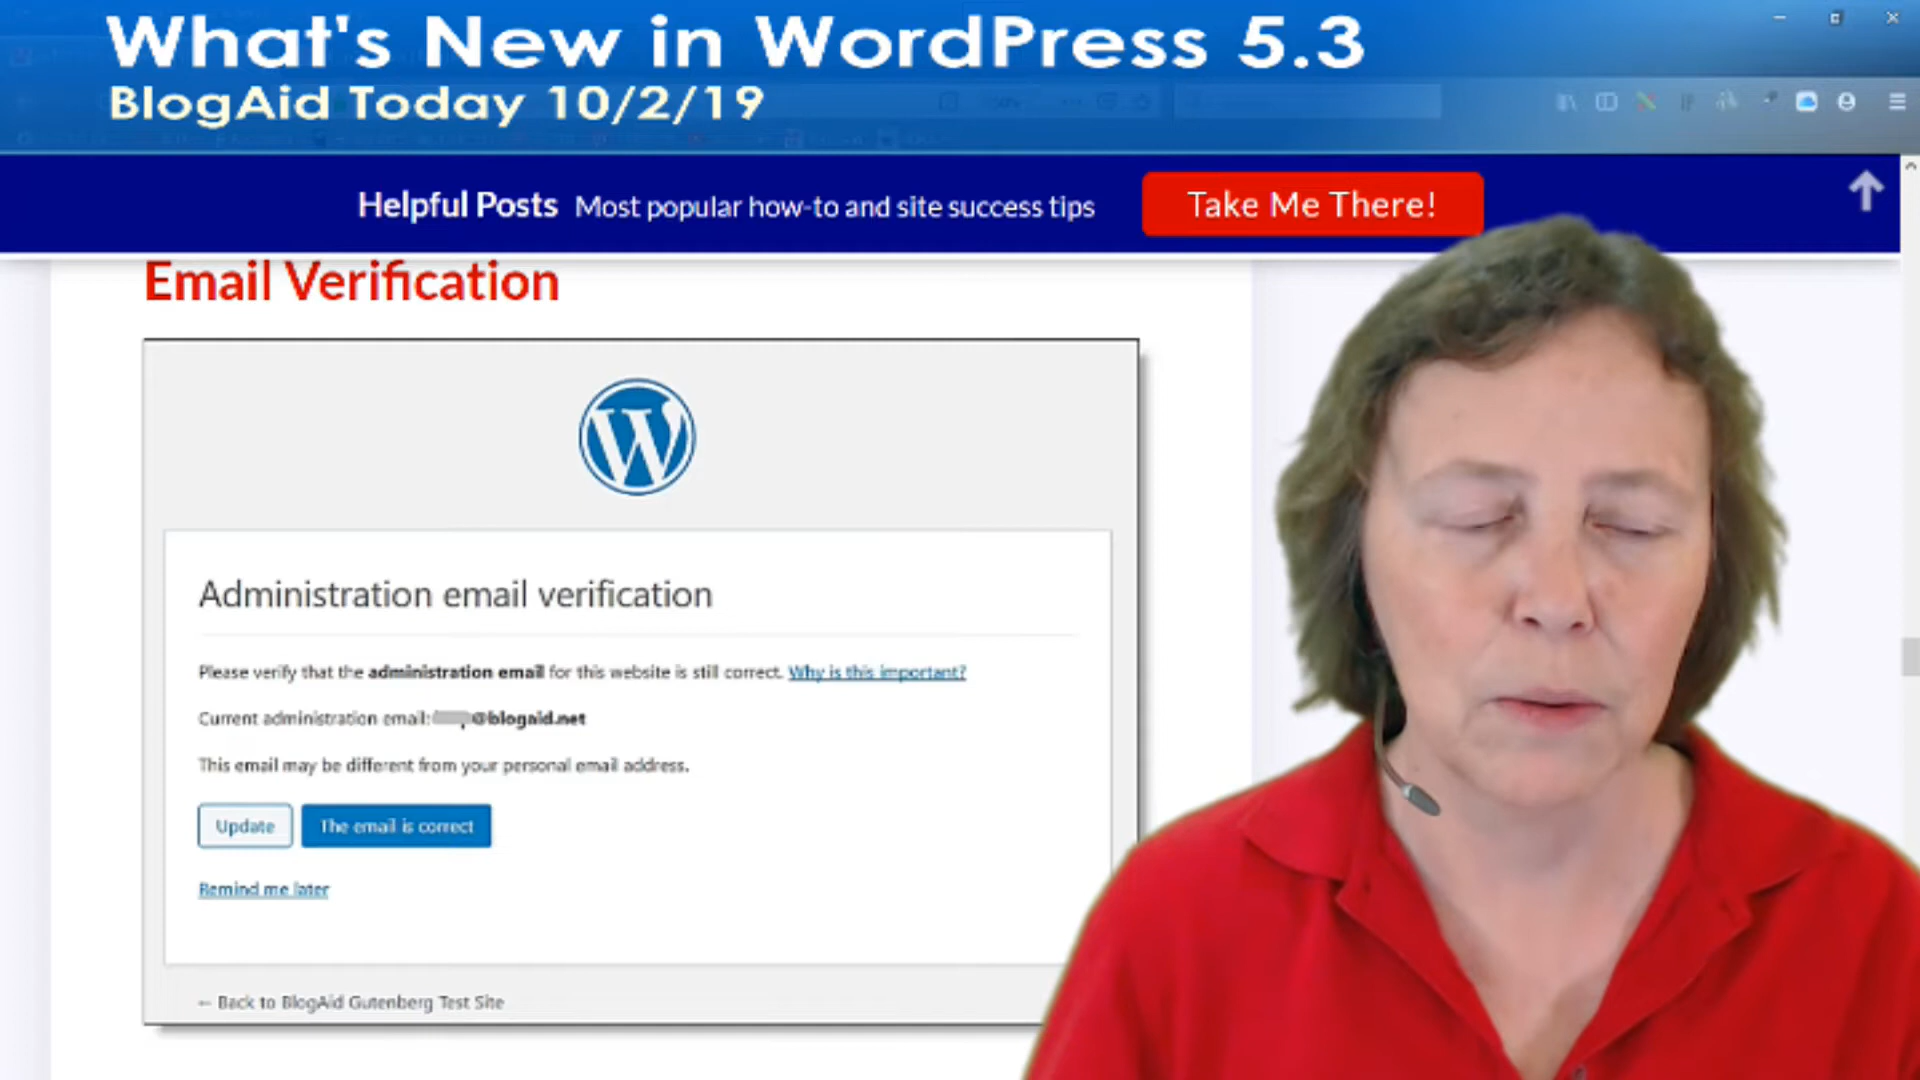 What's New in WordPress 5.3
BlogAid Today 10/2/19
Helpful Posts Most popular how-to and site success tips Take Me There!
Email Verification
Administration email verification
Please verify that the administration email for this website is still correct. Why is this important?
Current administration email: @blogaid.net
This email may be different from your personal email address.
Update The email is correct
Remind me later
← Back to BlogAid Gutenberg Test Site